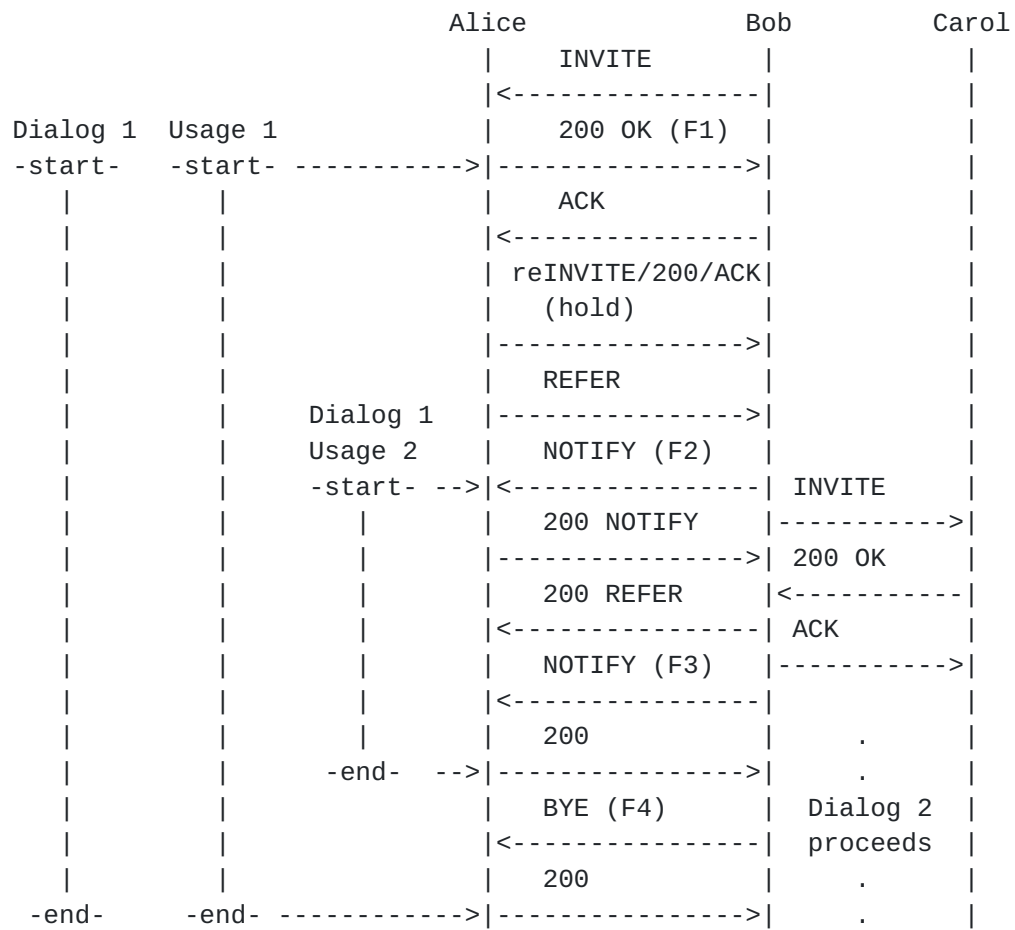 Alice             Bob         Carol
                              |    INVITE       |            |
                              |<----------------|            |
Dialog 1  Usage 1             |    200 OK (F1)  |            |
-start-   -start- ----------->|---------------->|            |
   |         |                |    ACK          |            |
   |         |                |<----------------|            |
   |         |                | reINVITE/200/ACK|            |
   |         |                |   (hold)        |            |
   |         |                |---------------->|            |
   |         |                |   REFER         |            |
   |         |     Dialog 1   |---------------->|            |
   |         |     Usage 2    |   NOTIFY (F2)   |            |
   |         |     -start- -->|<----------------| INVITE     |
   |         |        |       |   200 NOTIFY    |----------->|
   |         |        |       |---------------->| 200 OK     |
   |         |        |       |   200 REFER     |<-----------|
   |         |        |       |<----------------| ACK        |
   |         |        |       |   NOTIFY (F3)   |----------->|
   |         |        |       |<----------------|            |
   |         |        |       |   200           |     .      |
   |         |      -end-  -->|---------------->|     .      |
   |         |                |   BYE (F4)      |  Dialog 2  |
   |         |                |<----------------|  proceeds  |
   |         |                |   200           |     .      |
 -end-     -end- ------------>|---------------->|     .      |